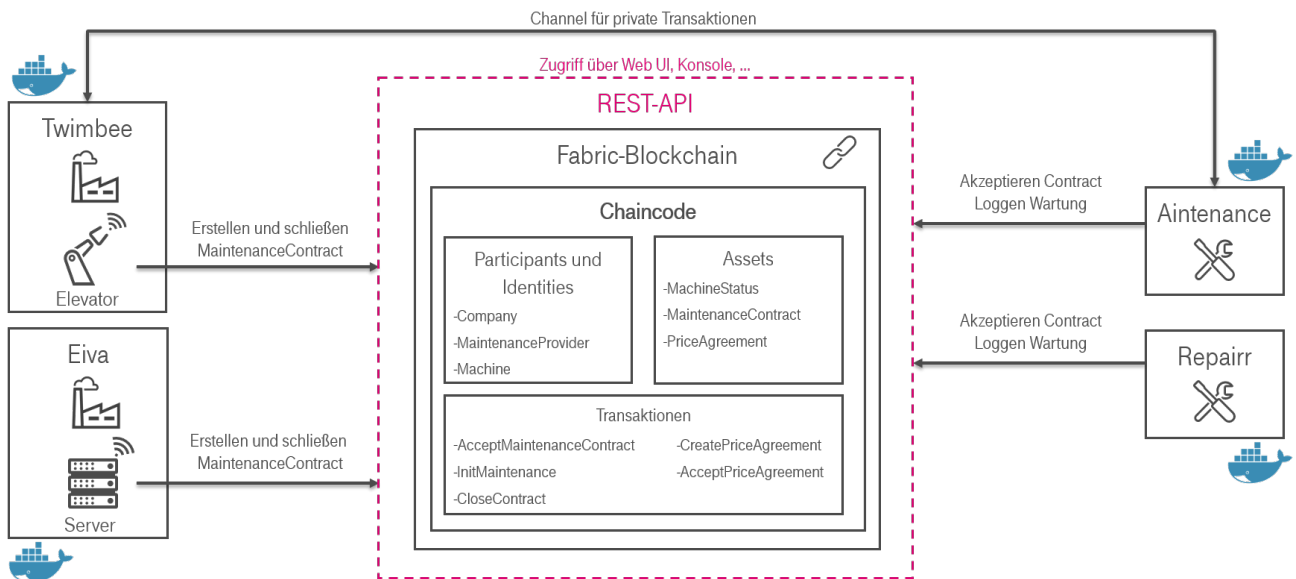 Channel für private Transaktionen
Zugriff über Web UI, Konsole, ...
REST-API
Twimbee
Elevator
Erstellen und schließen
MaintenanceContract
Eiva
Server
Erstellen und schließen
MaintenanceContract
Fabric-Blockchain
Chaincode
Participants und
Identities
-Company
-MaintenanceProvider
-Machine
Assets
-MachineStatus
-MaintenanceContract
-PriceAgreement
Transaktionen
-AcceptMaintenanceContract
-InitMaintenance
-CloseContract
-CreatePriceAgreement
-AcceptPriceAgreement
Akzeptieren Contract
Loggen Wartung
Aintenance
Akzeptieren Contract
Loggen Wartung
Repairr